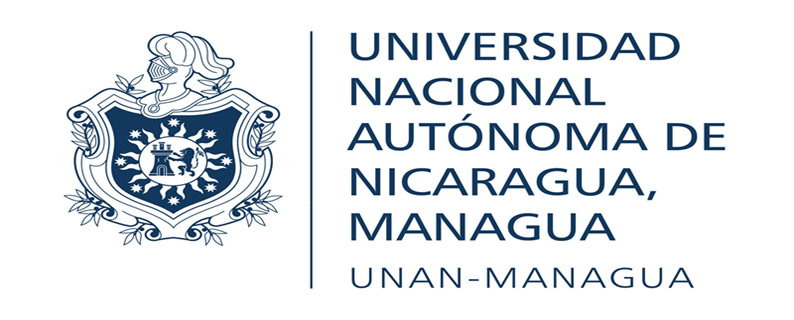 UNIVERSIDAD
NACIONAL
AUTÓNOMA DE
NICARAGUA,
MANAGUA
UNAN-MANAGUA